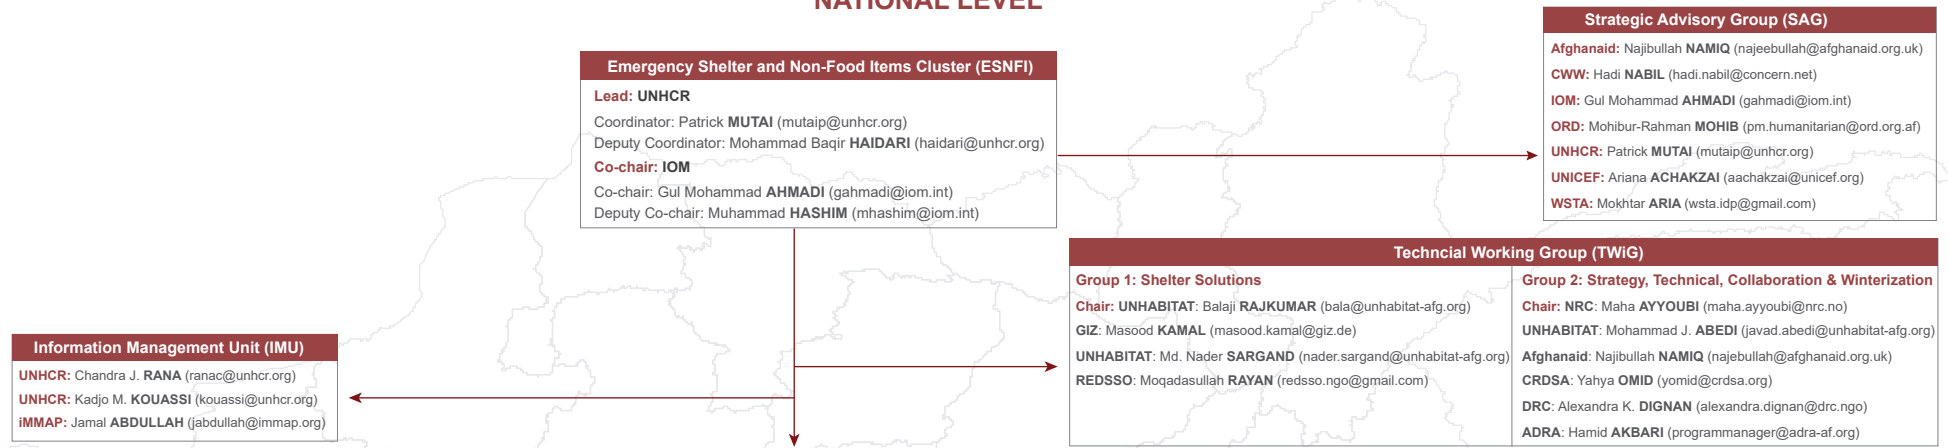 NATIONAL LEVEL
Emergency Shelter and Non-Food Items Cluster (ESNFI)
Lead: UNHCR
Coordinator: Patrick MUTAI (mutaip@unhcr.org)
Deputy Coordinator: Mohammad Baqir HAIDARI (haidari@unhcr.org)
Co-chair: IOM
Co-chair: Gul Mohammad AHMADI (gahmadi@iom.int)
Deputy Co-chair: Muhammad HASHIM (mhashim@iom.int)
Strategic Advisory Group (SAG)
Afghanaid: Najibullah NAMIQ (najeebullah@afghanaid.org.uk)
CWW: Hadi NABIL (hadi.nabil@concern.net)
IOM: Gul Mohammad AHMADI (gahmadi@iom.int)
ORD: Mohibur-Rahman MOHIB (pm.humanitarian@ord.org.af)
UNHCR: Patrick MUTAI (mutaip@unhcr.org)
UNICEF: Ariana ACHAKZAI (aachakzai@unicef.org)
WSTA: Mokhtar ARIA (wsta.idp@gmail.com)
Techncial Working Group (TWiG)
Group 1: Shelter Solutions
Chair: UNHABITAT: Balaji RAJKUMAR (bala@unhabitat-afg.org)
GIZ: Masood KAMAL (masood.kamal@giz.de)
UNHABITAT: Md. Nader SARGAND (nader.sargand@unhabitat-afg.org)
REDSSO: Moqadasullah RAYAN (redsso.ngo@gmail.com)
Group 2: Strategy, Technical, Collaboration & Winterization
Chair: NRC: Maha AYYOUBI (maha.ayyoubi@nrc.no)
UNHABITAT: Mohammad J. ABEDI (javad.abedi@unhabitat-afg.org)
Afghanaid: Najibullah NAMIQ (najebullah@afghanaid.org.uk)
CRDSA: Yahya OMID (yomid@crdsa.org)
DRC: Alexandra K. DIGNAN (alexandra.dignan@drc.ngo)
ADRA: Hamid AKBARI (programmanager@adra-af.org)
Information Management Unit (IMU)
UNHCR: Chandra J. RANA (ranac@unhcr.org)
UNHCR: Kadjo M. KOUASSI (kouassi@unhcr.org)
iMMAP: Jamal ABDULLAH (jabdullah@immap.org)